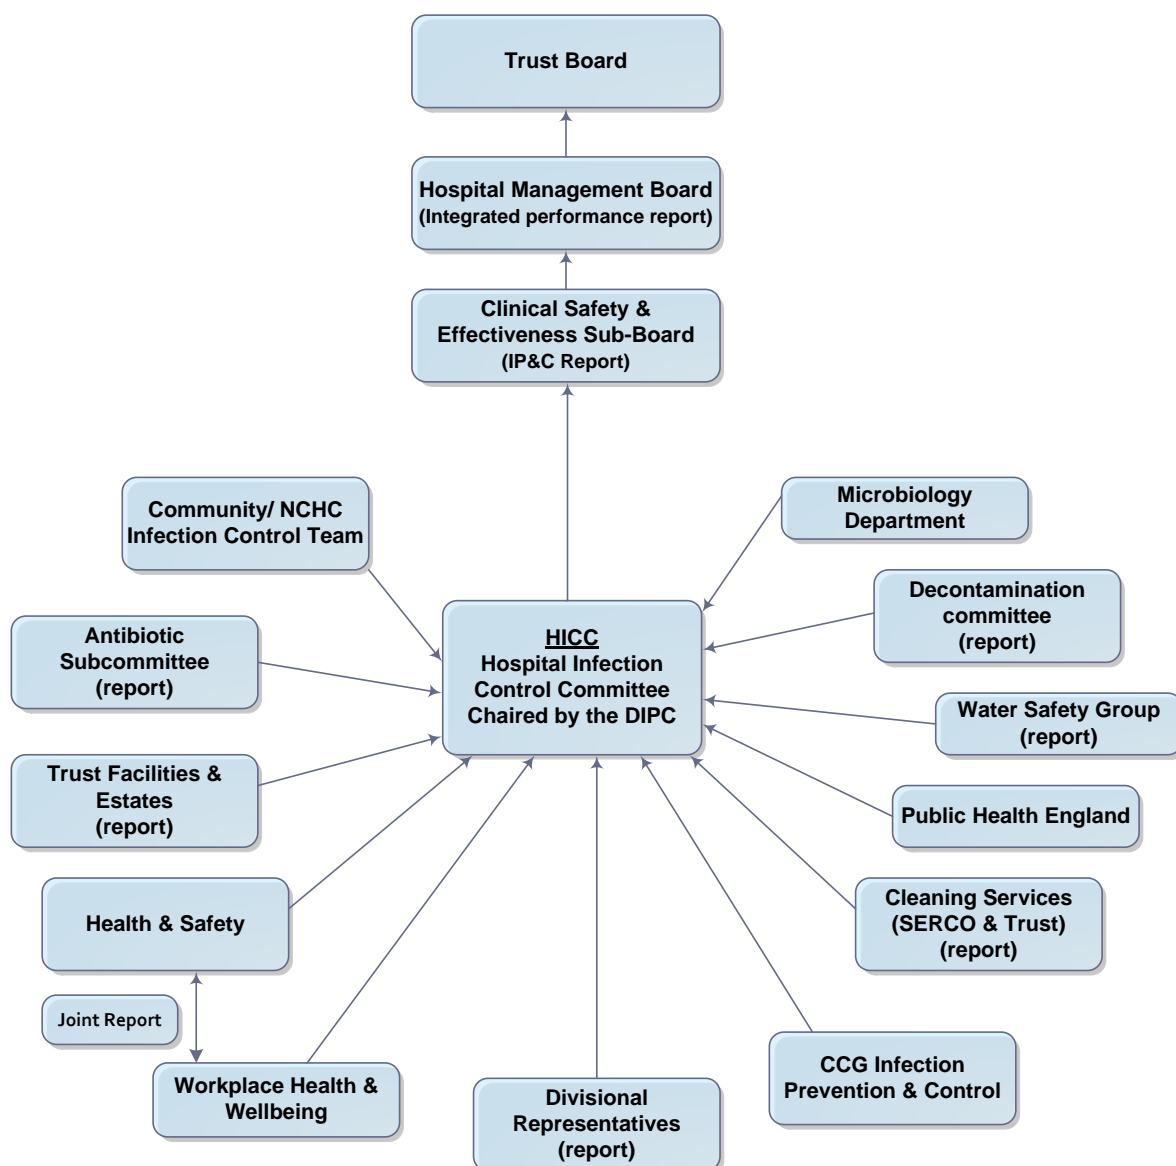 Trust Board
Hospital Management Board
(Integrated performance report)
Clinical Safety &
Effectiveness Sub-Board
(IP&C Report)
Community/ NCHC
Infection Control Team
Microbiology
Department
Antibiotic
Subcommittee
(report)
HICC
Hospital Infection
Control Committee
Chaired by the DIPC
Decontamination
committee
(report)
Water Safety Group
(report)
Trust Facilities &
Estates
(report)
Public Health England
Health & Safety
Cleaning Services
(SERCO & Trust)
(report)
Joint Report
Workplace Health &
Wellbeing
Divisional
Representatives
(report)
CCG Infection
Prevention & Control